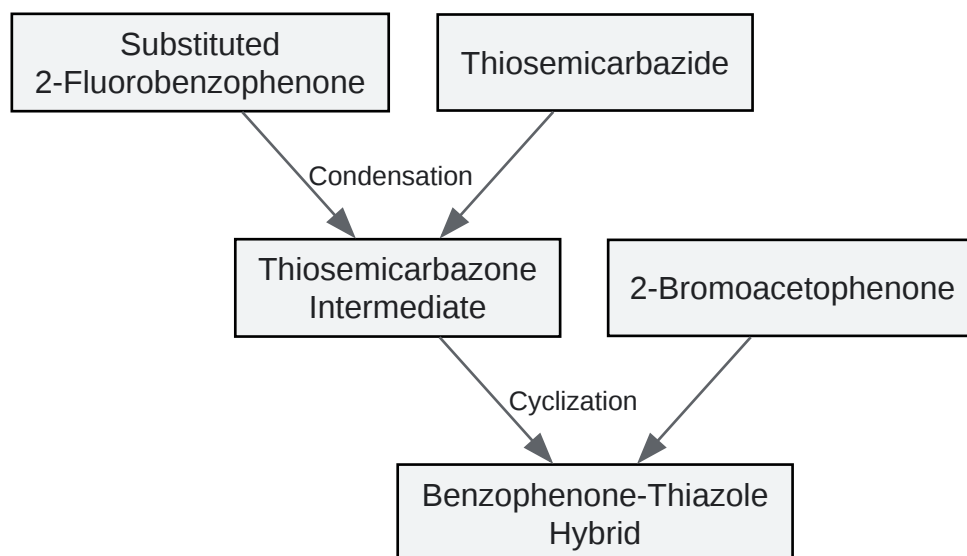 Substituted
2-Fluorobenzophenone
Thiosemicarbazide
Condensation
Thiosemicarbazone
Intermediate
2-Bromoacetophenone
Cyclization
Benzophenone-Thiazole
Hybrid